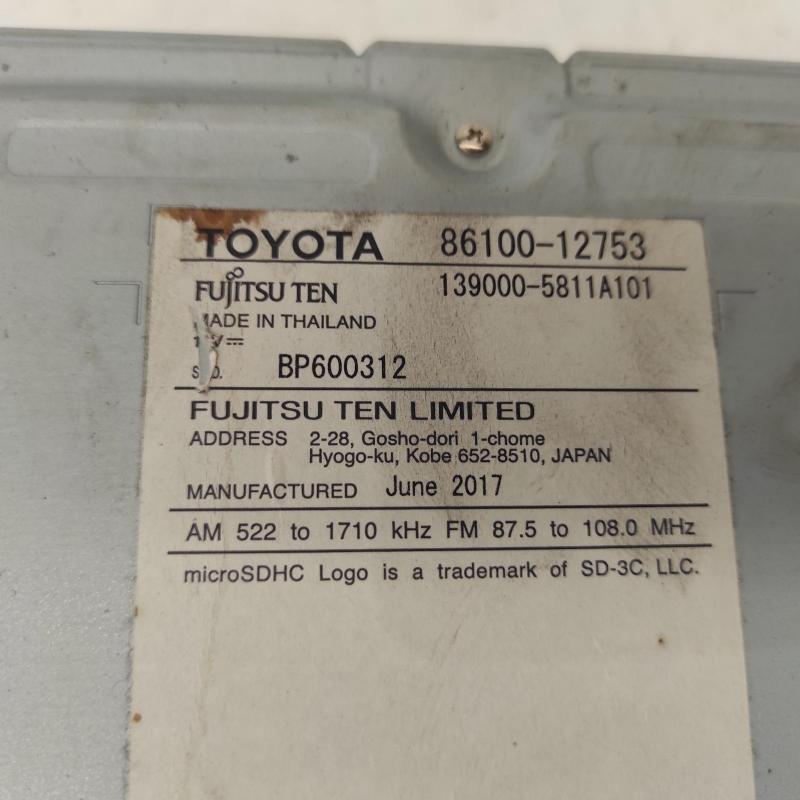 TOYOTA 86100-12753
FUJITSU TEN 139000-5811A101
MADE IN THAILAND
BP600312
FUJITSU TEN LIMITED
ADDRESS 2-28, Gosho-dori 1-chome
Hyogo-ku, Kobe 652-8510, JAPAN
MANUFACTURED June 2017
AM 522 to 1710 kHz FM 87.5 to 108.0 MHz
microSDHC Logo is a trademark of SD-3C, LLC.